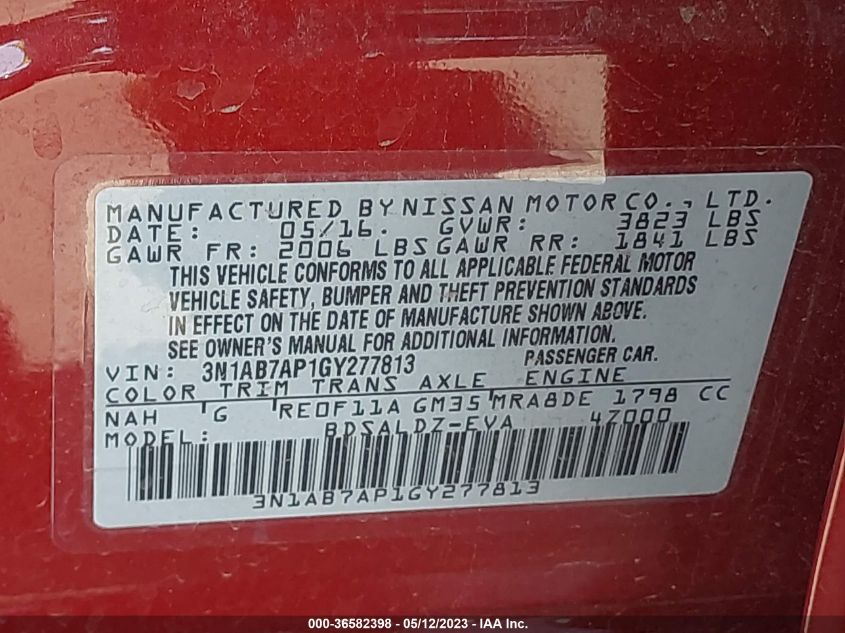 MANUFACTURED BY NISSAN MOTOR CO., LTD.
DATE: 05/16. GVWR: 3823 LBS
GAWR FR: 2006 LBS GAWR RR: 1841 LBS
THIS VEHICLE CONFORMS TO ALL APPLICABLE FEDERAL MOTOR
VEHICLE SAFETY, BUMPER AND THEFT PREVENTION STANDARDS
IN EFFECT ON THE DATE OF MANUFACTURE SHOWN ABOVE.
SEE OWNER'S MANUAL FOR ADDITIONAL INFORMATION.
VIN: 3N1AB7AP1GY277813 PASSENGER CAR.
COLOR TRIM TRANS AXLE ENGINE
NAH G RE0F11A GM35 MRA8DE 1798 CC
MODEL: BDSALDZ-EVA 4Z000
3N1AB7AP1GY277813
000-36582398 - 05/12/2023 - IAA Inc.